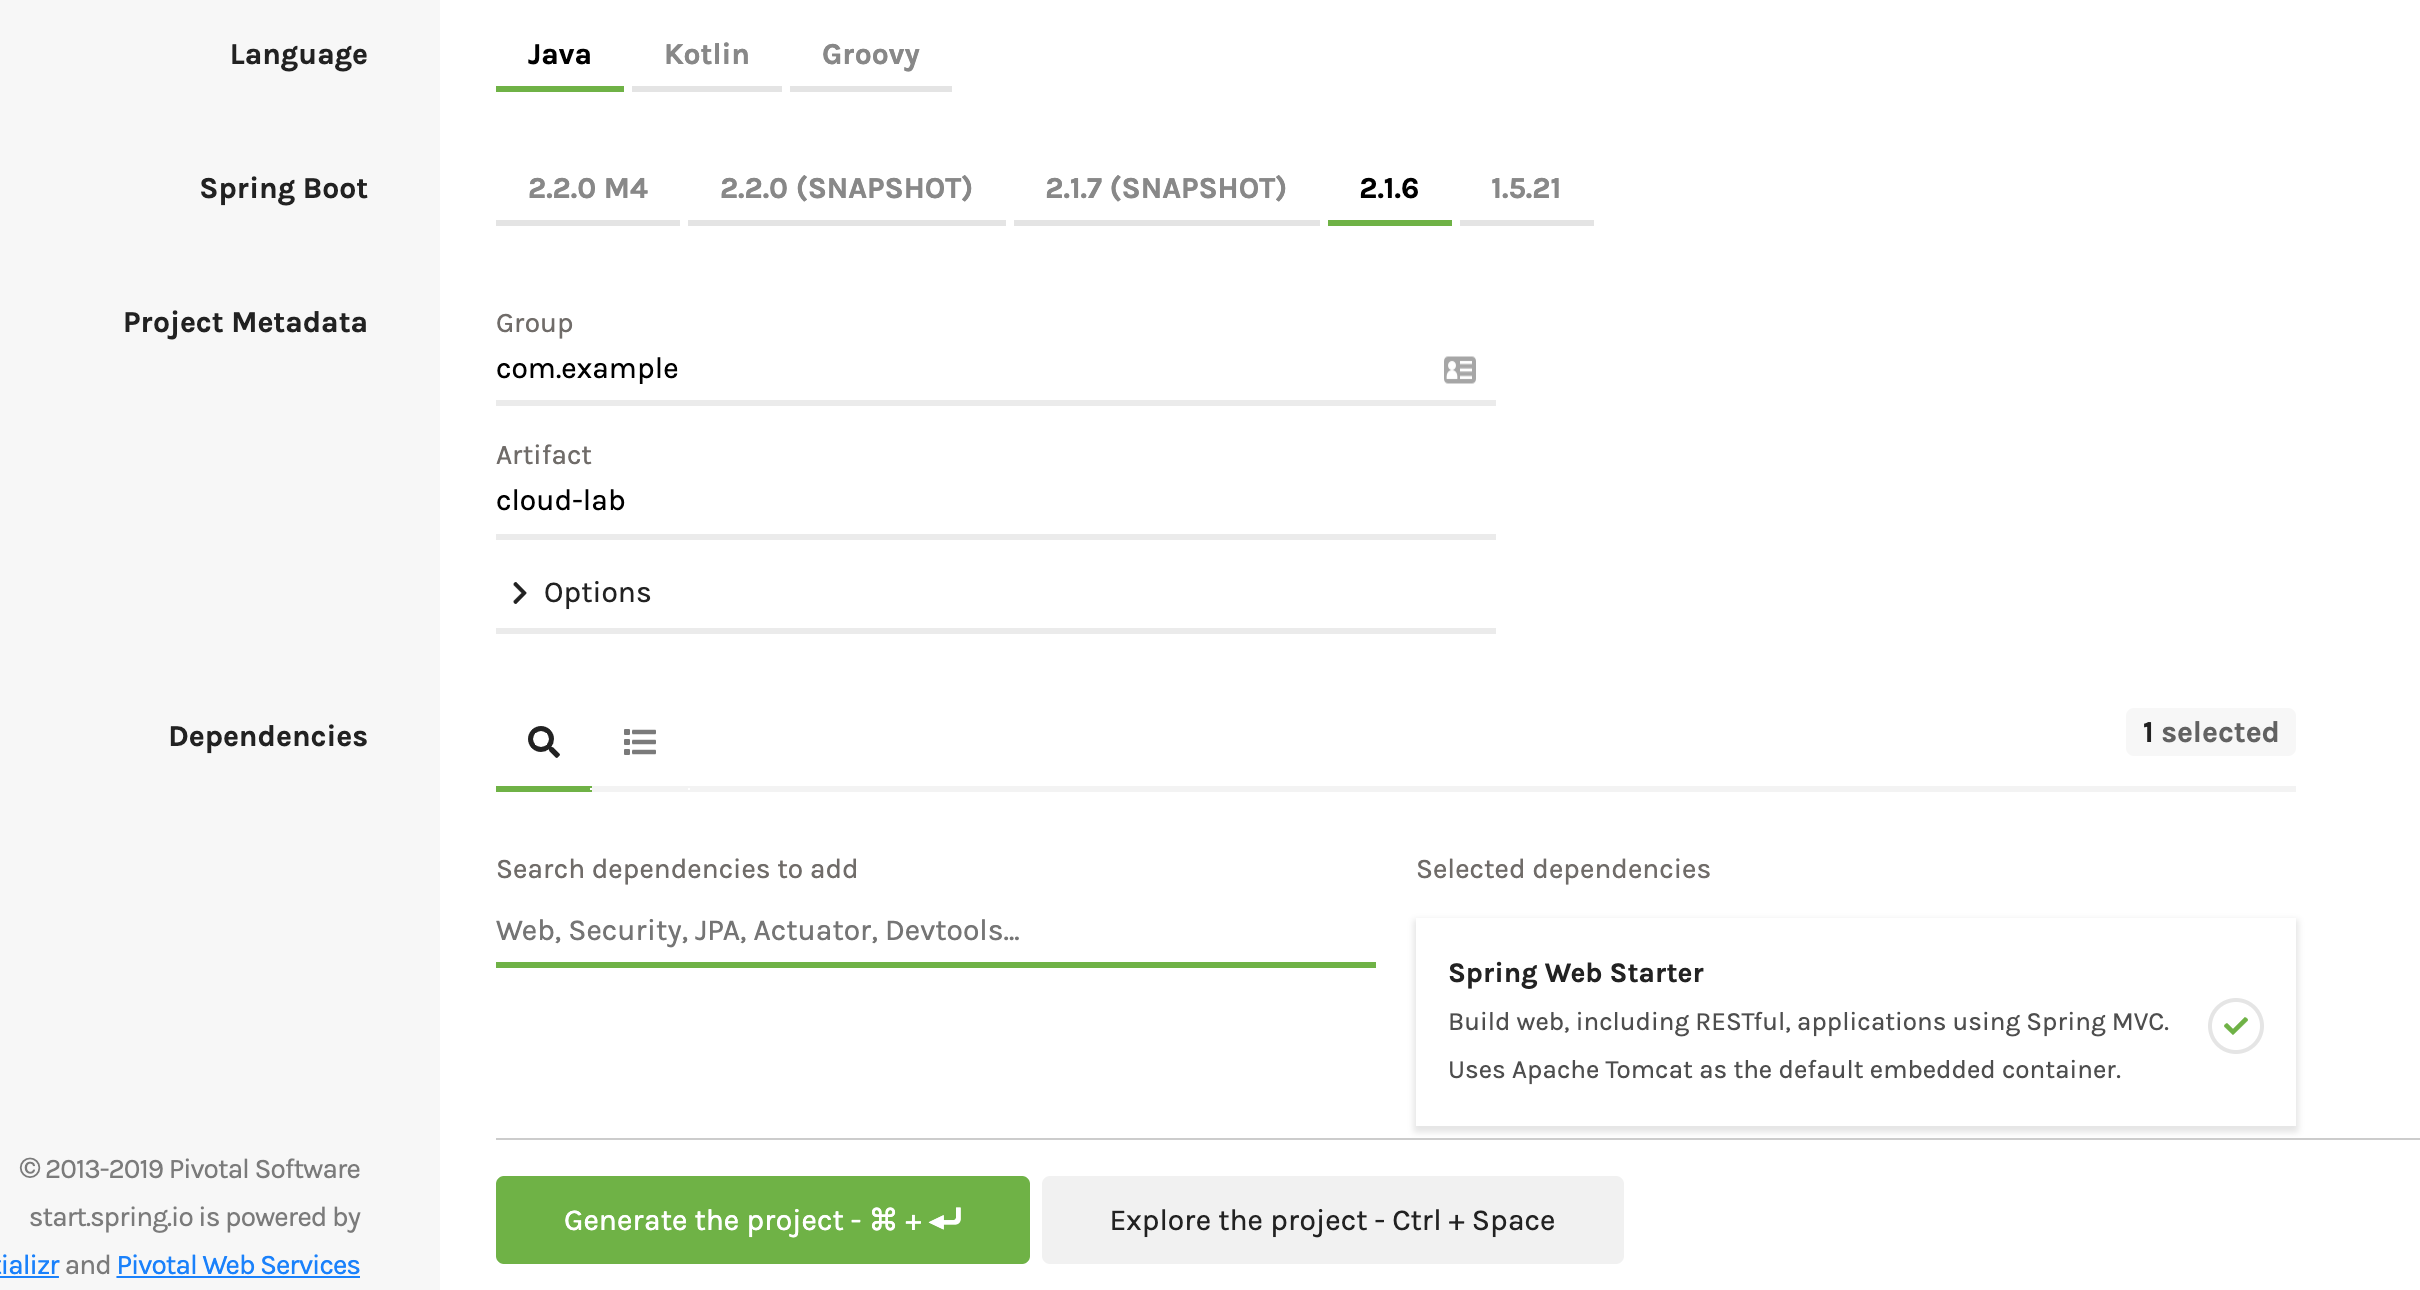 Language
Java Kotlin Groovy
Spring Boot
2.2.0 M4 2.2.0 (SNAPSHOT) 2.1.7 (SNAPSHOT) 2.1.6 1.5.21
Project Metadata
Group
com.example
Artifact
cloud-lab
Options
Dependencies
1 selected
Search dependencies to add
Web, Security, JPA, Actuator, Devtools...
Selected dependencies
Spring Web Starter
Build web, including RESTful, applications using Spring MVC.
Uses Apache Tomcat as the default embedded container.
© 2013-2019 Pivotal Software
start.spring.io is powered by
ializr and Pivotal Web Services
Generate the project - ⌘ + ↵
Explore the project - Ctrl + Space